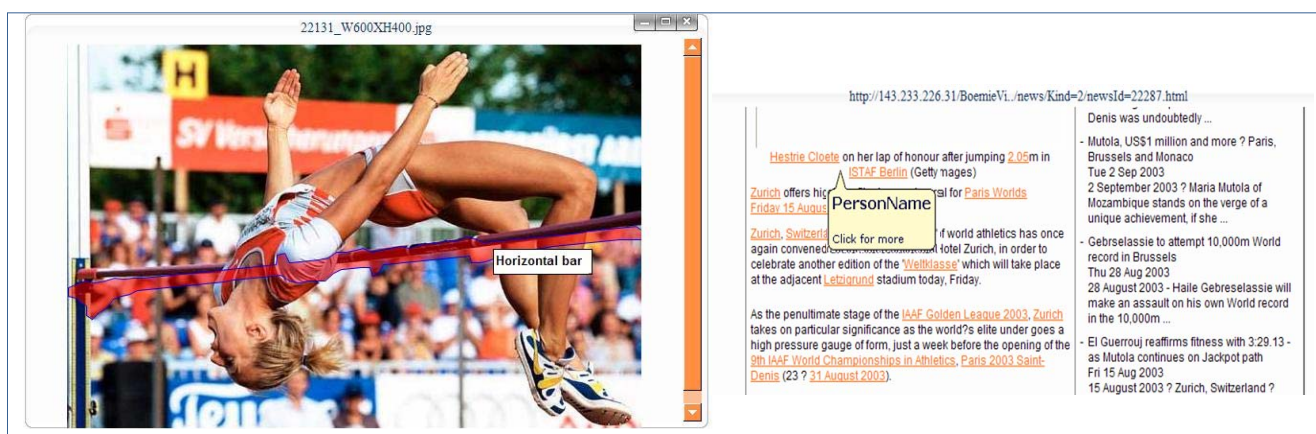 22131_W600XH400.jpg
H
SV Versicherungen
Horizontal bar
http://143.233.226.31/BoemieVi../news/Kind=2/newsId=22287.html
Hestrie Cloete on her lap of honour after jumping 2.05m in
ISTAF Berlin (Getty mages)
Zurich offers hig ral for Paris Worlds
Friday 15 Augus
PersonName
Click for more
Zurich, Switzerla f world athletics has once
again convened Hotel Zurich, in order to
celebrate another edition of the 'Weltklasse' which will take place
at the adjacent Letzigrund stadium today, Friday.
As the penultimate stage of the IAAF Golden League 2003, Zurich
takes on particular significance as the world?s elite under goes a
high pressure gauge of form, just a week before the opening of the
9th IAAF World Championships in Athletics, Paris 2003 Saint-
Denis (23 ? 31 August 2003).
Denis was undoubtedly ...
- Mutola, US$1 million and more ? Paris,
Brussels and Monaco
Tue 2 Sep 2003
2 September 2003 ? Maria Mutola of
Mozambique stands on the verge of a
unique achievement, if she ...
- Gebrselassie to attempt 10,000m World
record in Brussels
Thu 28 Aug 2003
28 August 2003 - Haile Gebreselassie will
make an assault on his own World record
in the 10,000m ...
- El Guerrouj reaffirms fitness with 3:29.13 -
as Mutola continues on Jackpot path
Fri 15 Aug 2003
15 August 2003 ? Zurich, Switzerland ?